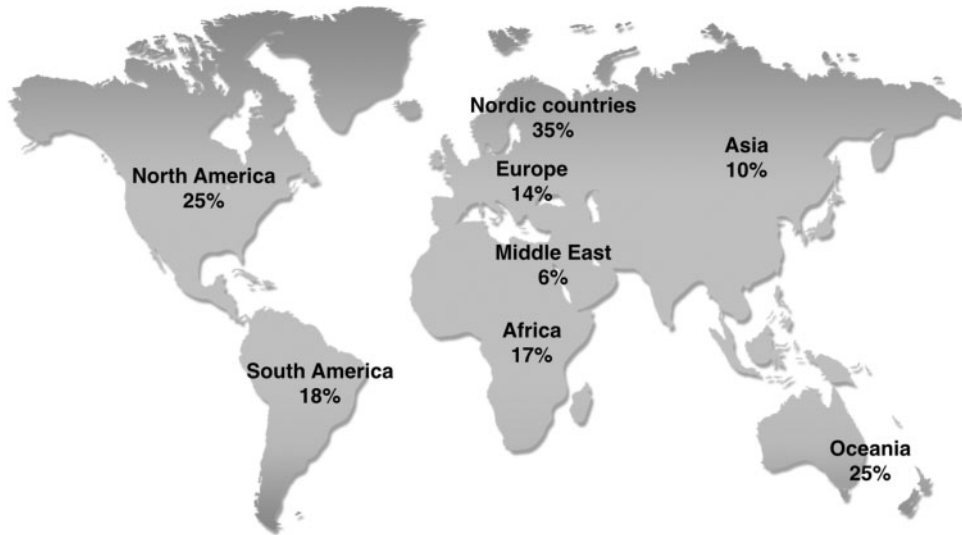 Nordic countries
35%
Asia
10%
Europe
14%
North America
25%
Middle East
6%
Africa
17%
South America
18%
Oceania
25%